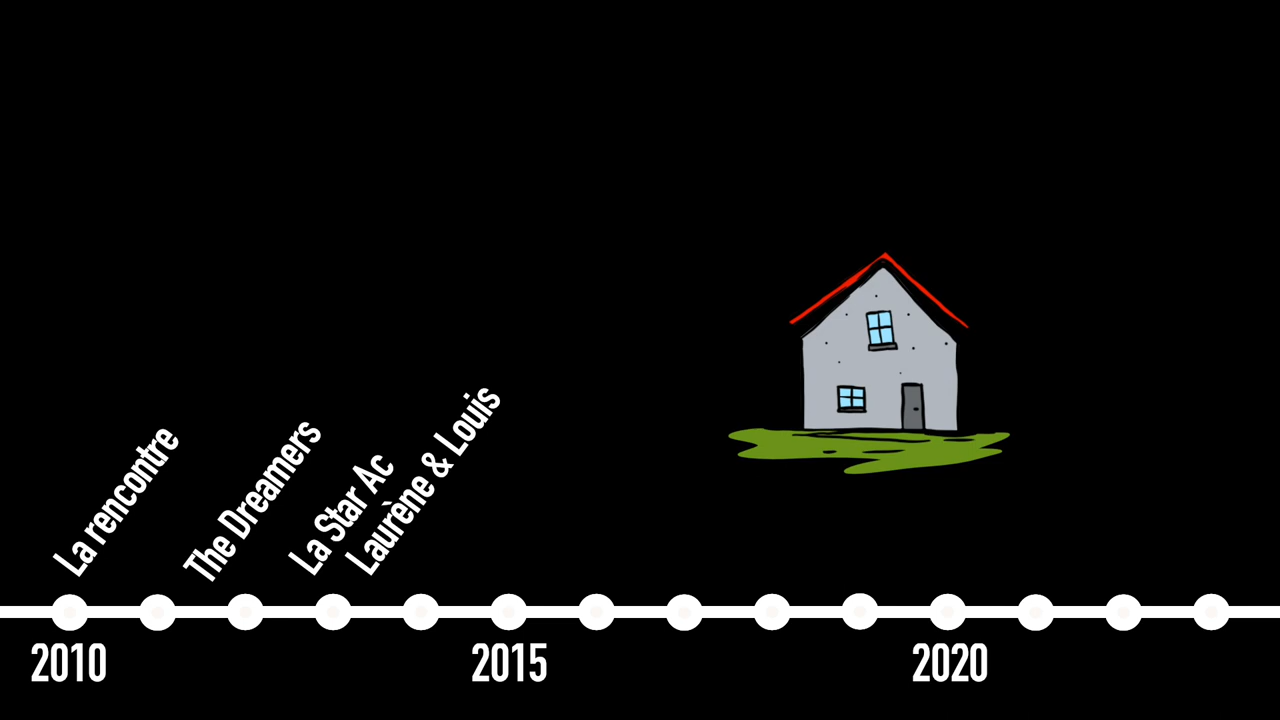 La rencontre
The Dreamers
La Star Ac
Laurène & Louis
2010
2015
2020